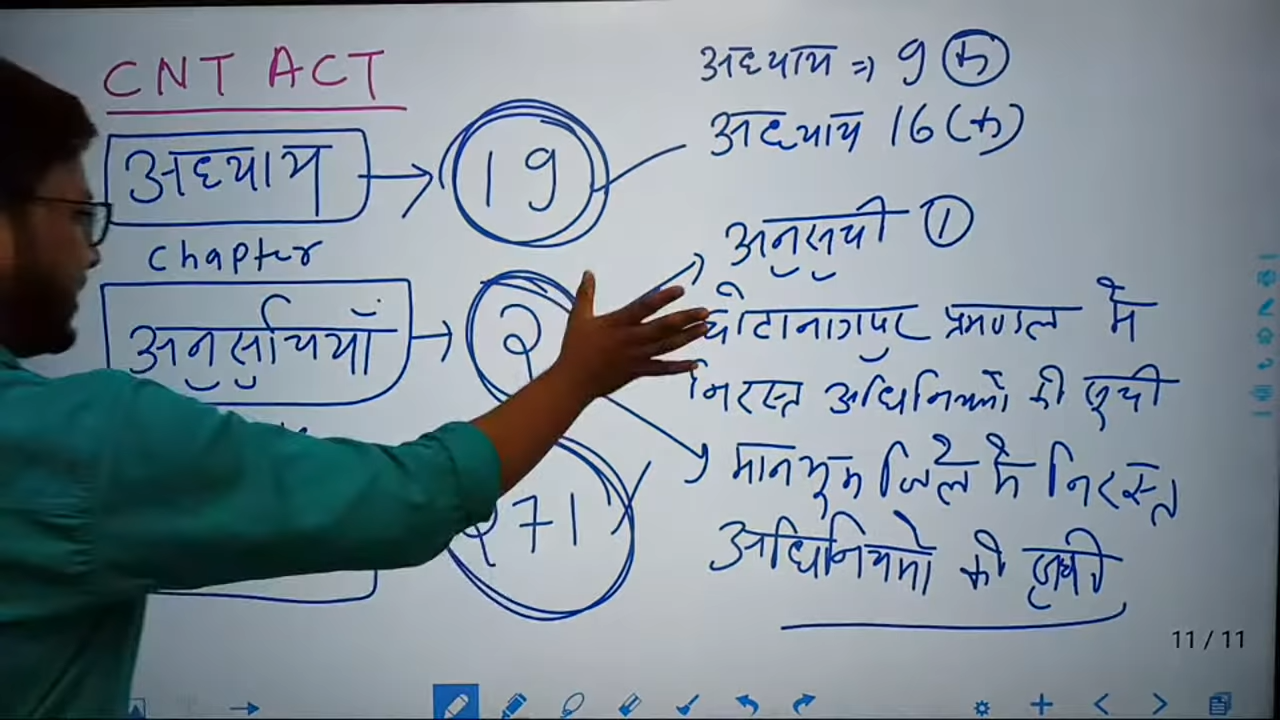 CNT ACT
अध्याय → 19
Chapter
अनुसूचियाँ → 2
271
अध्याय ⇒ 9 (क)
अध्याय 16 (क)
अनुसूची 1
छोटानागपुर प्रमण्डल में
निरस्त अधिनियमों की सूची
मानभूम जिले में निरस्त
अधिनियमों की सूची
11 / 11